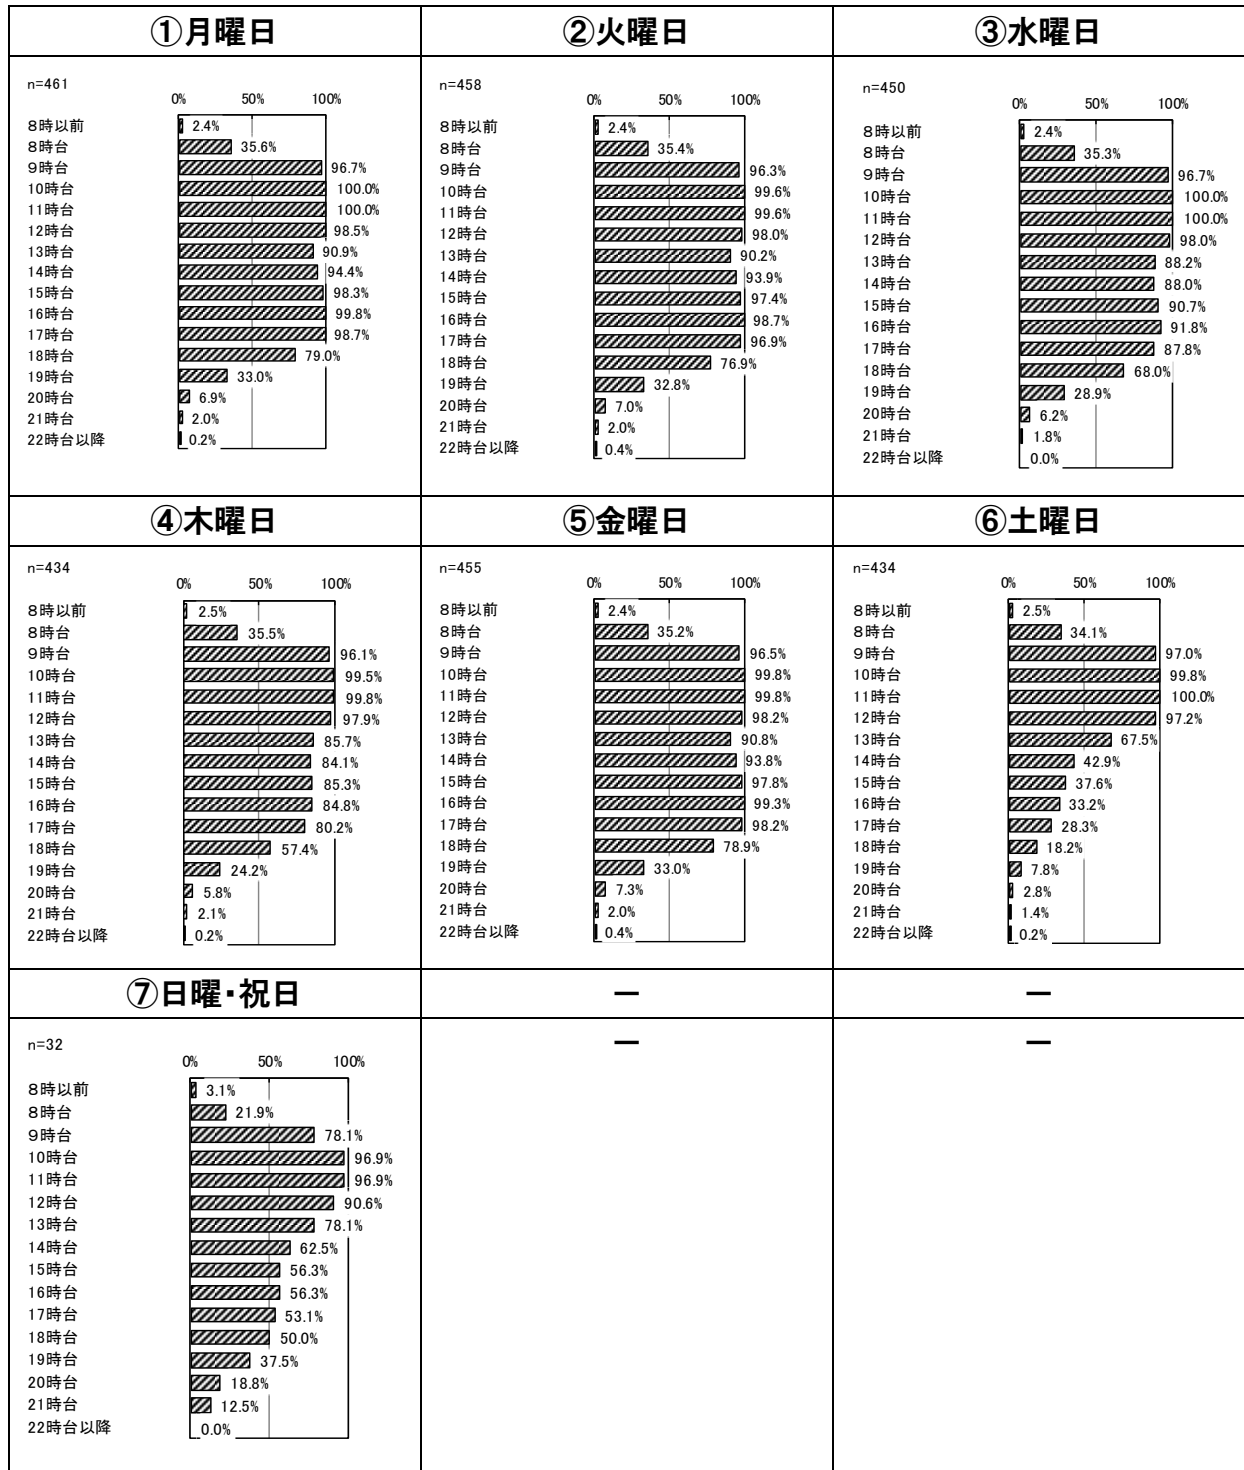 ①月曜日
②火曜日
③水曜日
n=461
0% 50% 100%
8時以前 2.4%
8時台 35.6%
9時台 96.7%
10時台 100.0%
11時台 100.0%
12時台 98.5%
13時台 90.9%
14時台 94.4%
15時台 98.3%
16時台 99.8%
17時台 98.7%
18時台 79.0%
19時台 33.0%
20時台 6.9%
21時台 2.0%
22時台以降 0.2%
n=458
0% 50% 100%
8時以前 2.4%
8時台 35.4%
9時台 96.3%
10時台 99.6%
11時台 99.6%
12時台 98.0%
13時台 90.2%
14時台 93.9%
15時台 97.4%
16時台 98.7%
17時台 96.9%
18時台 76.9%
19時台 32.8%
20時台 7.0%
21時台 2.0%
22時台以降 0.4%
n=450
0% 50% 100%
8時以前 2.4%
8時台 35.3%
9時台 96.7%
10時台 100.0%
11時台 100.0%
12時台 98.0%
13時台 88.2%
14時台 88.0%
15時台 90.7%
16時台 91.8%
17時台 87.8%
18時台 68.0%
19時台 28.9%
20時台 6.2%
21時台 1.8%
22時台以降 0.0%
④木曜日
⑤金曜日
⑥土曜日
n=434
0% 50% 100%
8時以前 2.5%
8時台 35.5%
9時台 96.1%
10時台 99.5%
11時台 99.8%
12時台 97.9%
13時台 85.7%
14時台 84.1%
15時台 85.3%
16時台 84.8%
17時台 80.2%
18時台 57.4%
19時台 24.2%
20時台 5.8%
21時台 2.1%
22時台以降 0.2%
n=455
0% 50% 100%
8時以前 2.4%
8時台 35.2%
9時台 96.5%
10時台 99.8%
11時台 99.8%
12時台 98.2%
13時台 90.8%
14時台 93.8%
15時台 97.8%
16時台 99.3%
17時台 98.2%
18時台 78.9%
19時台 33.0%
20時台 7.3%
21時台 2.0%
22時台以降 0.4%
n=434
0% 50% 100%
8時以前 2.5%
8時台 34.1%
9時台 97.0%
10時台 99.8%
11時台 100.0%
12時台 97.2%
13時台 67.5%
14時台 42.9%
15時台 37.6%
16時台 33.2%
17時台 28.3%
18時台 18.2%
19時台 7.8%
20時台 2.8%
21時台 1.4%
22時台以降 0.2%
⑦日曜・祝日
―
―
n=32
0% 50% 100%
8時以前 3.1%
8時台 21.9%
9時台 78.1%
10時台 96.9%
11時台 96.9%
12時台 90.6%
13時台 78.1%
14時台 62.5%
15時台 56.3%
16時台 56.3%
17時台 53.1%
18時台 50.0%
19時台 37.5%
20時台 18.8%
21時台 12.5%
22時台以降 0.0%
―
―